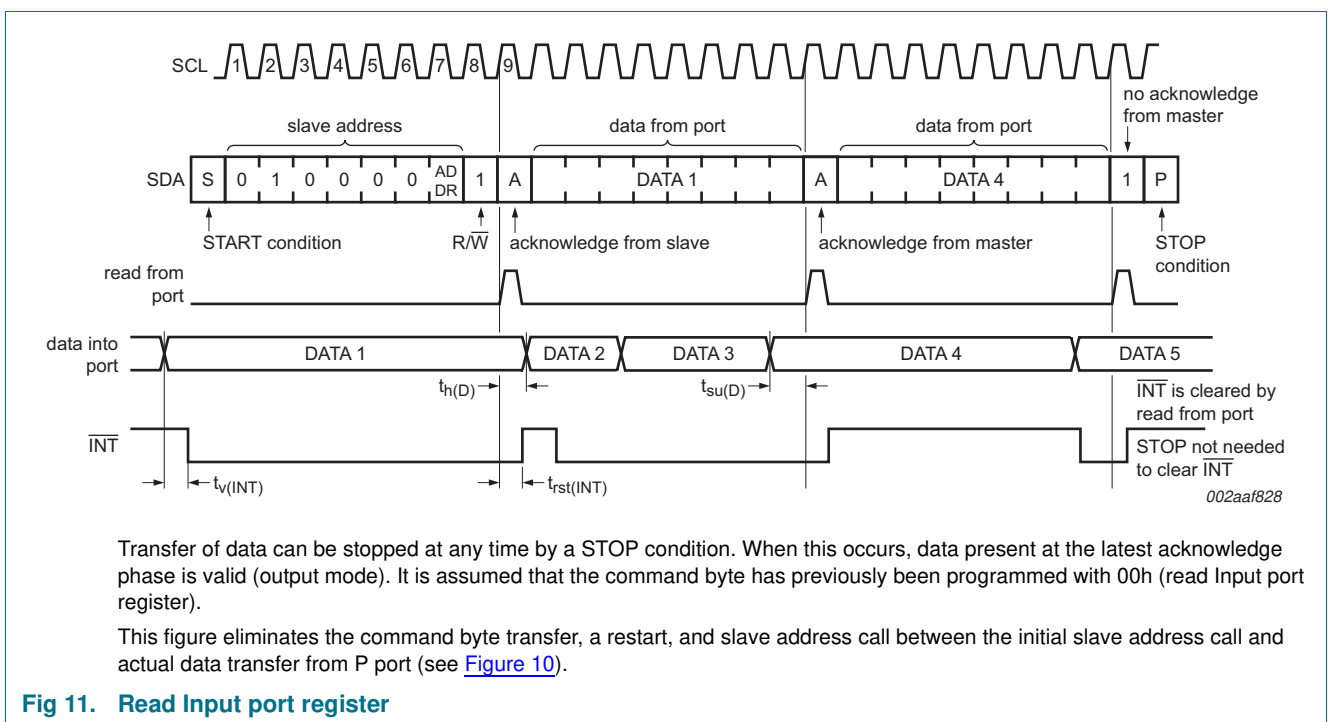 SCL 1 2 3 4 5 6 7 8 9
no acknowledge
from master
slave address
data from port
data from port
SDA S 0 1 0 0 0 0 AD DR 1 A DATA 1 A DATA 4 1 P
START condition
R/W̅
acknowledge from slave
acknowledge from master
STOP
condition
read from
port
data into
port
DATA 1 DATA 2 DATA 3 DATA 4 DATA 5
th(D)
tsu(D)
I̅N̅T̅ is cleared by
read from port
I̅N̅T̅
STOP not needed
to clear I̅N̅T̅
tv(INT)
trst(INT)
002aaf828
Transfer of data can be stopped at any time by a STOP condition. When this occurs, data present at the latest acknowledge
phase is valid (output mode). It is assumed that the command byte has previously been programmed with 00h (read Input port
register).
This figure eliminates the command byte transfer, a restart, and slave address call between the initial slave address call and
actual data transfer from P port (see Figure 10).
Fig 11. Read Input port register